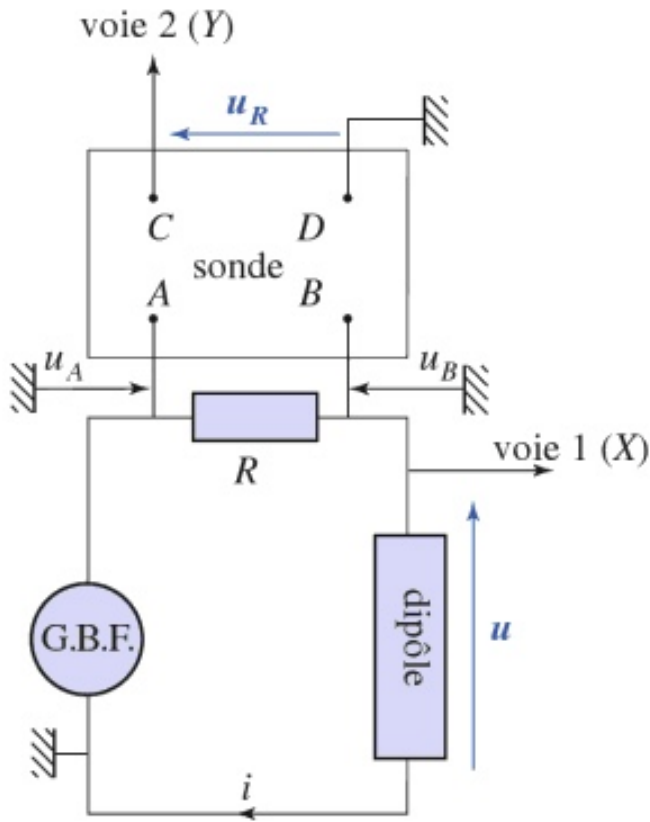 voie 2 (Y)
u_R
C D
sonde
A B
u_A u_B
R
voie 1 (X)
dipôle
u
G.B.F.
i